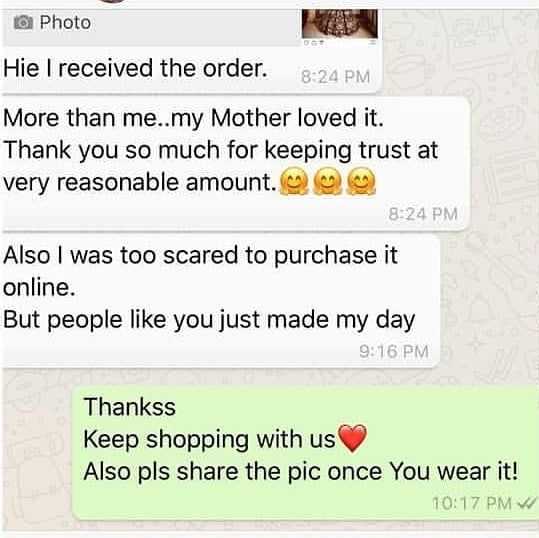 Photo
Hie I received the order.
8:24 PM
More than me..my Mother loved it.
Thank you so much for keeping trust at
very reasonable amount.🤗🤗🤗
8:24 PM
Also I was too scared to purchase it
online.
But people like you just made my day
9:16 PM
Thankss
Keep shopping with us❤️
Also pls share the pic once You wear it!
10:17 PM